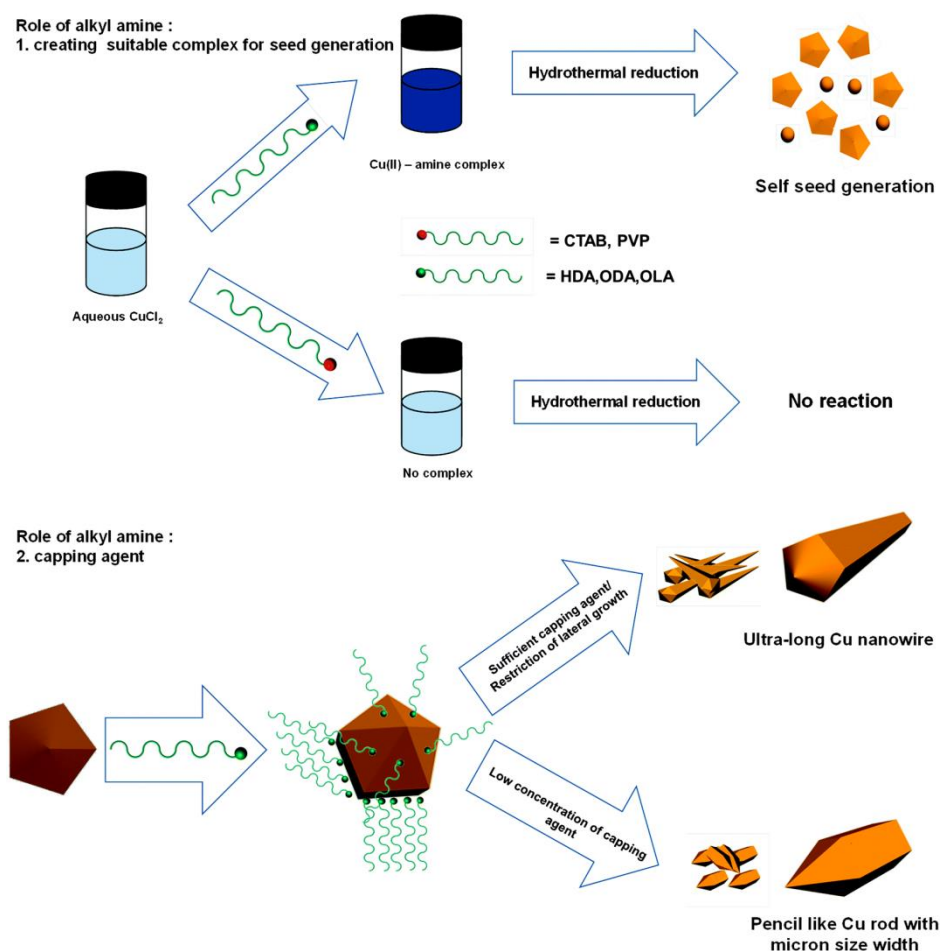 Role of alkyl amine :
1. creating  suitable complex for seed generation
Hydrothermal reduction
Cu(II) – amine complex
Self seed generation
= CTAB, PVP
= HDA,ODA,OLA
Aqueous CuCl₂
Hydrothermal reduction
No reaction
No complex
Role of alkyl amine :
2. capping agent
Sufficient capping agent/
Restriction of lateral growth
Ultra-long Cu nanowire
Low concentration of capping
agent
Pencil like Cu rod with
micron size width